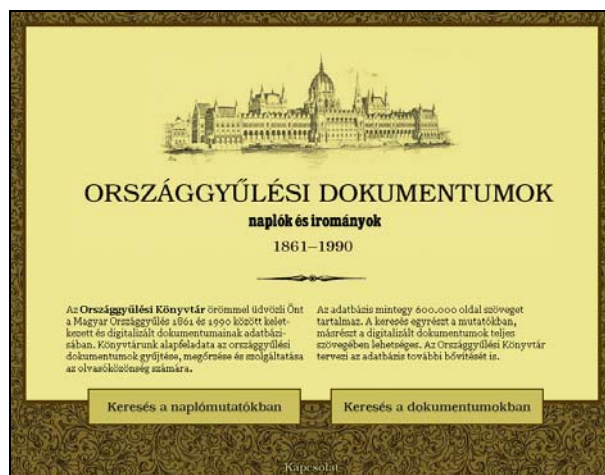 ORSZÁGGYŰLÉSI DOKUMENTUMOK
naplók és irományok
1861–1990
Az Országgyűlési Könyvtár örömmel üdvözli Önt
a Magyar Országgyűlés 1861 és 1990 között kelet-
kezett és digitalizált dokumentumainak adatbázi-
sában. Könyvtárunk alapfeladata az országgyűlési
dokumentumok gyűjtése, megőrzése és szolgáltatása
az olvasóközönség számára.
Az adatbázis mintegy 600.000 oldal szöveget
tartalmaz. A keresés egyrészt a mutatókban,
másrészt a digitalizált dokumentumok teljes
szövegében lehetséges. Az Országgyűlési Könyvtár
tervezi az adatbázis további bővítését is.
Keresés a naplómutatókban
Keresés a dokumentumokban
Kapcsolat